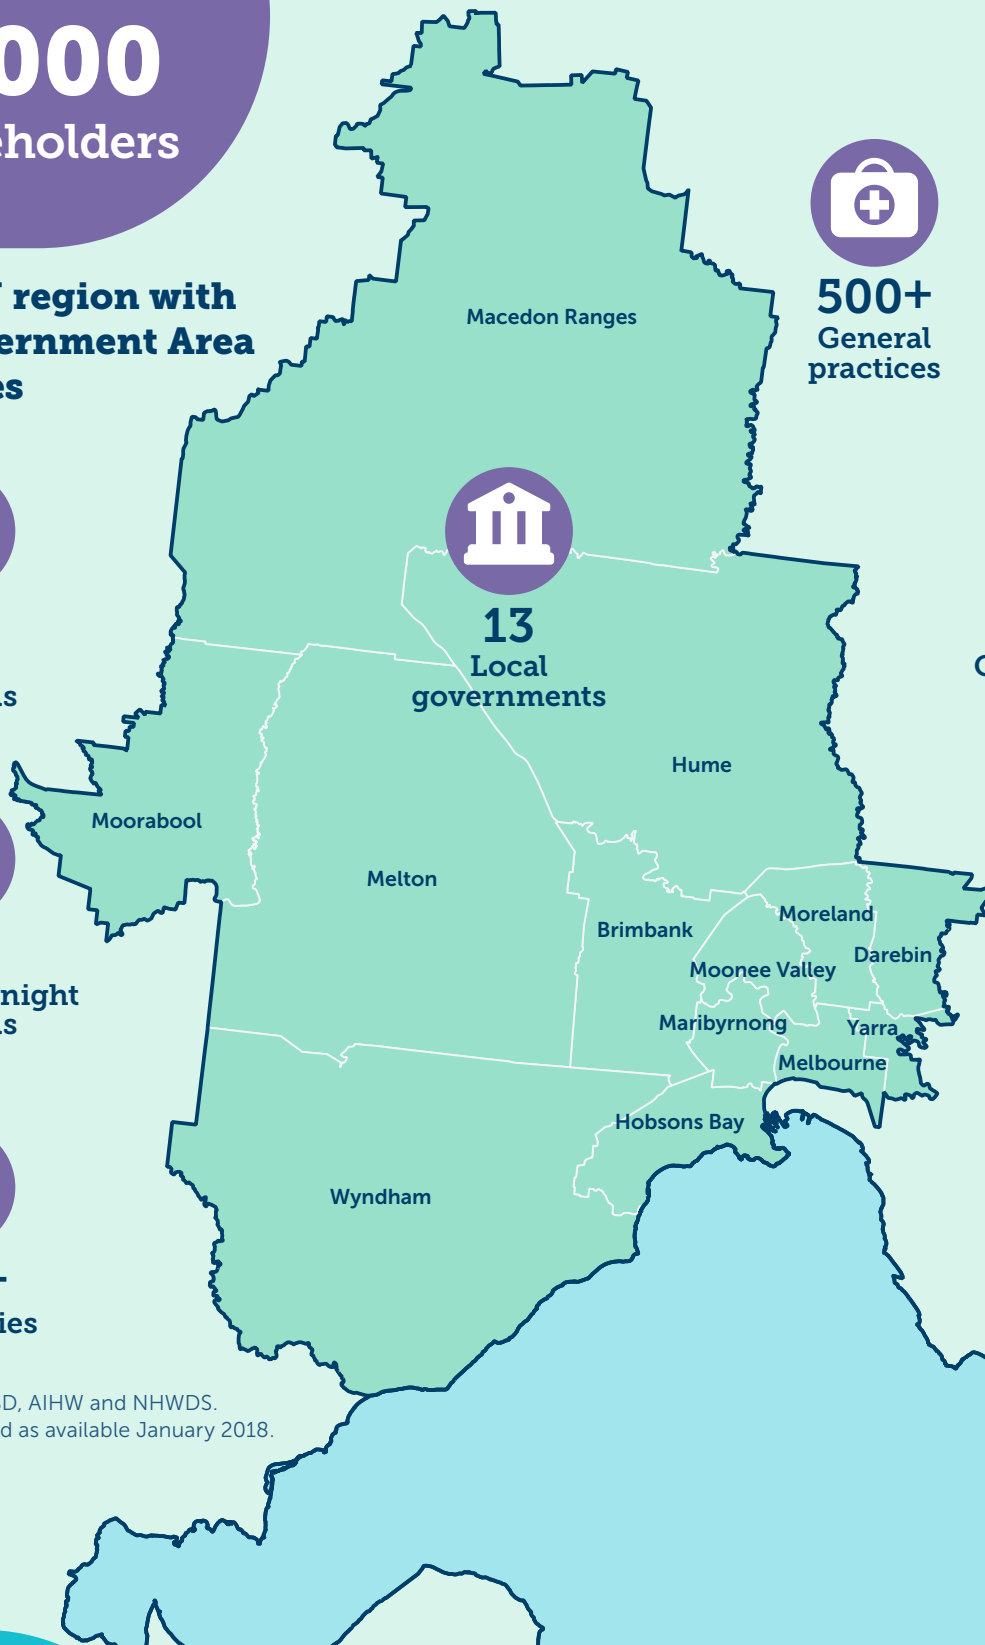 000
eholders
region with
ernment Area
es
500+
General
practices
Macedon Ranges
13
Local
governments
Hume
Moorabool
Melton
Brimbank
Moreland
Darebin
Moonee Valley
Maribyrnong
Yarra
Melbourne
Hobsons Bay
Wyndham
s
night
s
ies
D, AIHW and NHWDS.
d as available January 2018.